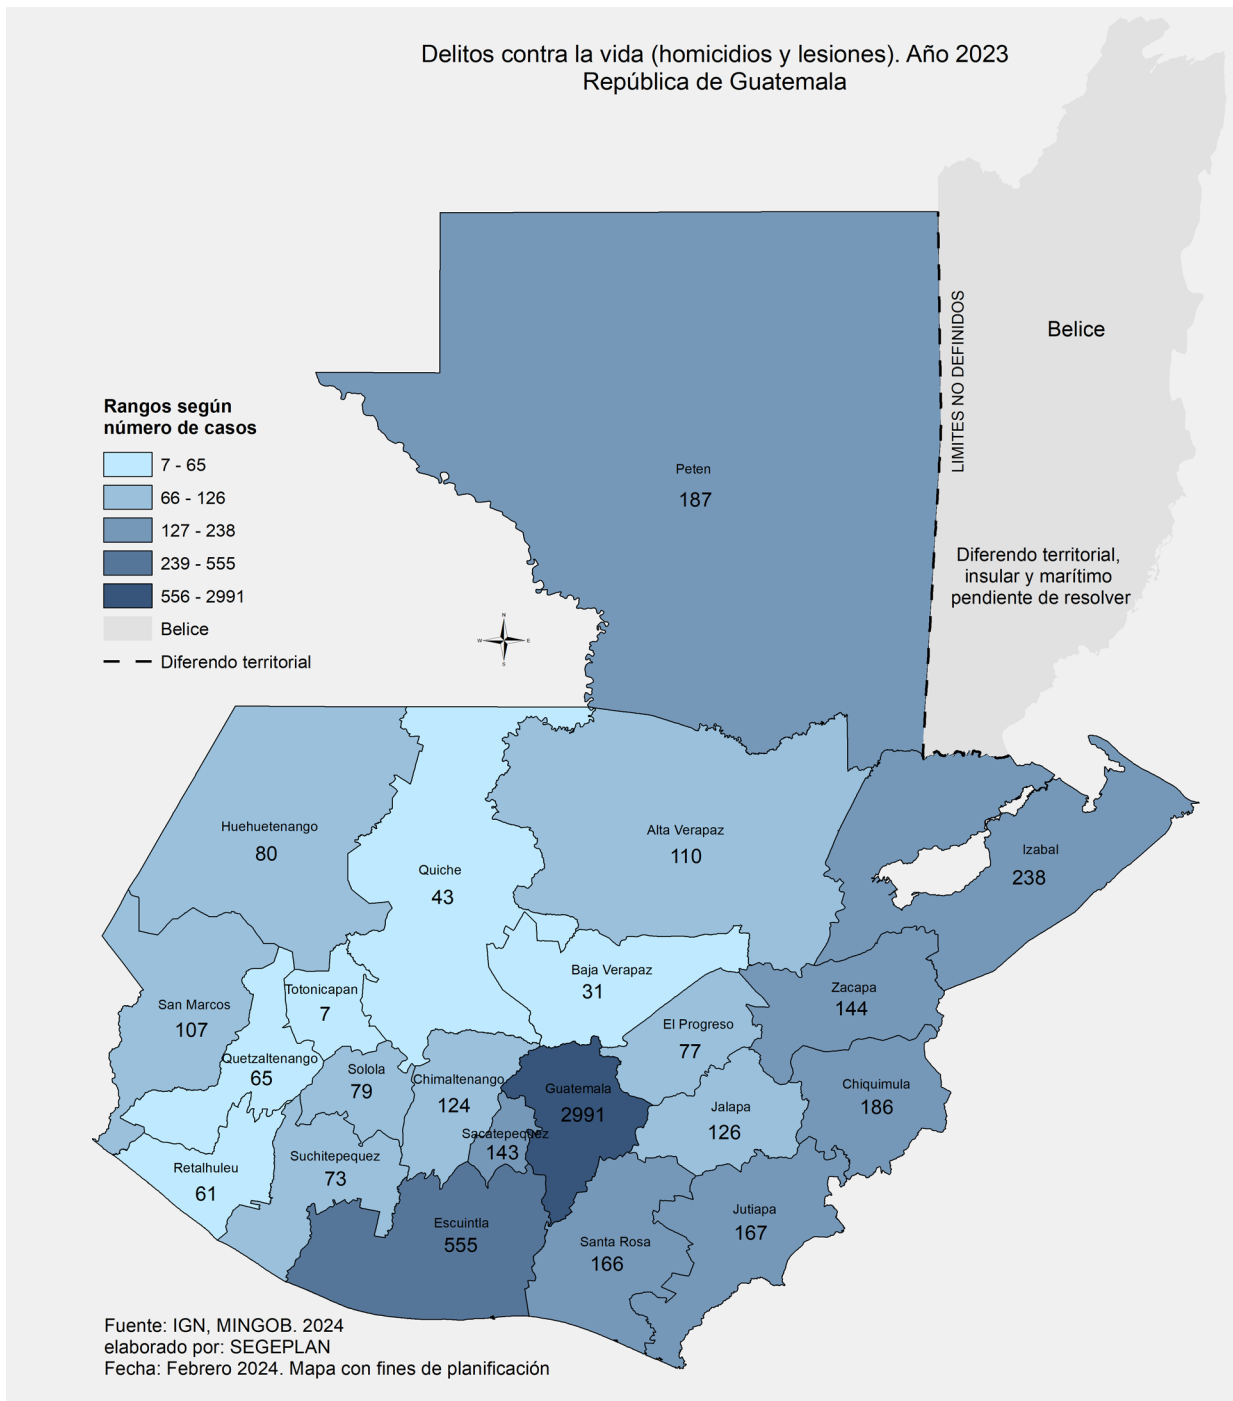 Delitos contra la vida (homicidios y lesiones). Año 2023
República de Guatemala
LIMITES NO DEFINIDOS
Belice
Diferendo territorial,
insular y marítimo
pendiente de resolver
Rangos según
número de casos
7 - 65
66 - 126
127 - 238
239 - 555
556 - 2991
Belice
Diferendo territorial
N
W
E
S
Peten
187
Huehuetenango
80
Quiche
43
Alta Verapaz
110
Izabal
238
Baja Verapaz
31
Totonicapan
7
San Marcos
107
Zacapa
144
El Progreso
77
Quetzaltenango
65
Solola
79
Chimaltenango
124
Guatemala
2991
Chiquimula
186
Jalapa
126
Sacatepequez
143
Suchitepequez
73
Retalhuleu
61
Escuintla
555
Santa Rosa
166
Jutiapa
167
Fuente: IGN, MINGOB. 2024
elaborado por: SEGEPLAN
Fecha: Febrero 2024. Mapa con fines de planificación